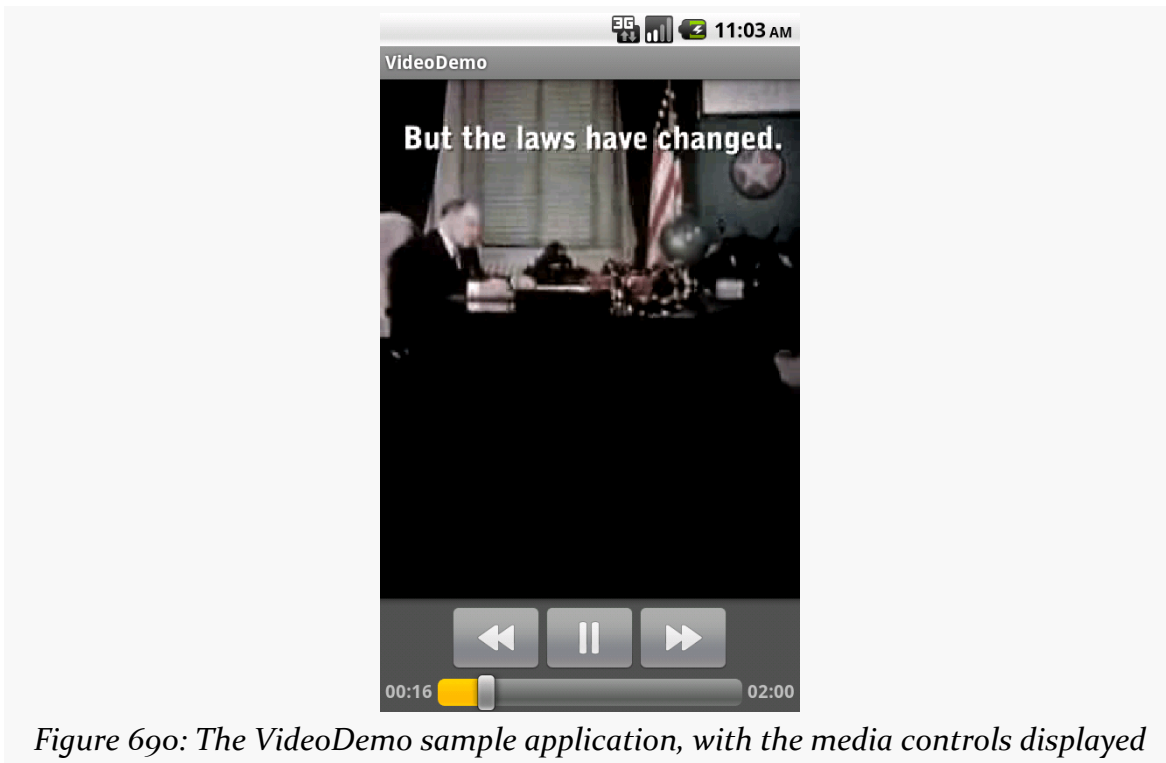 3G 11:03 AM
VideoDemo
But the laws have changed.
00:16 02:00
Figure 690: The VideoDemo sample application, with the media controls displayed